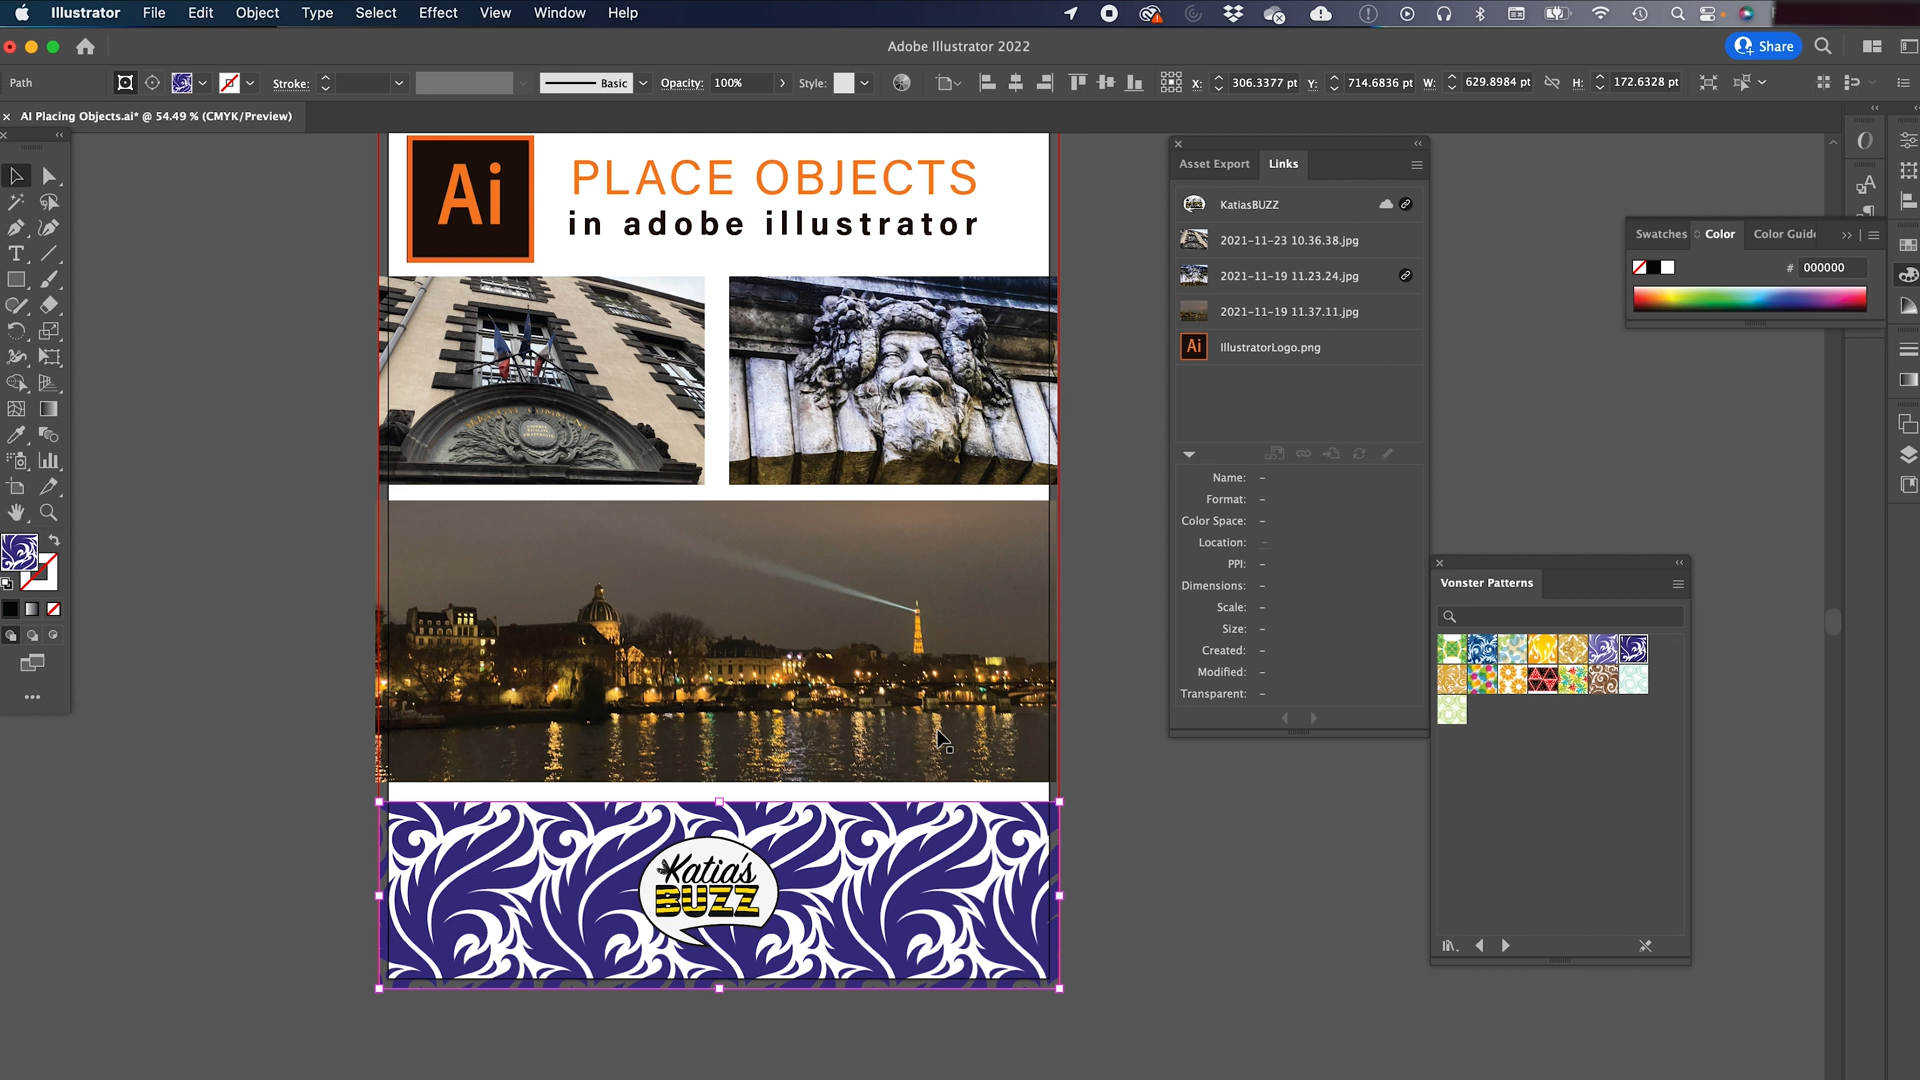 Illustrator File Edit Object Type Select Effect View Window Help
Adobe Illustrator 2022
Share
Path
Stroke:
Basic
Opacity: 100%
Style:
X: 306.3377 pt
Y: 714.6836 pt
W: 629.8984 pt
H: 172.6328 pt
AI Placing Objects.ai* @ 54.49 % (CMYK/Preview)
Ai
PLACE OBJECTS
in adobe illustrator
Katia's
BUZZ
Asset Export Links
KatiasBUZZ
2021-11-23 10.36.38.jpg
2021-11-19 11.23.24.jpg
2021-11-19 11.37.11.jpg
Ai IllustratorLogo.png
Name: –
Format: –
Color Space: –
Location: –
PPI: –
Dimensions: –
Scale: –
Size: –
Created: –
Modified: –
Transparent: –
Swatches Color Color Guide
# 000000
Vonster Patterns